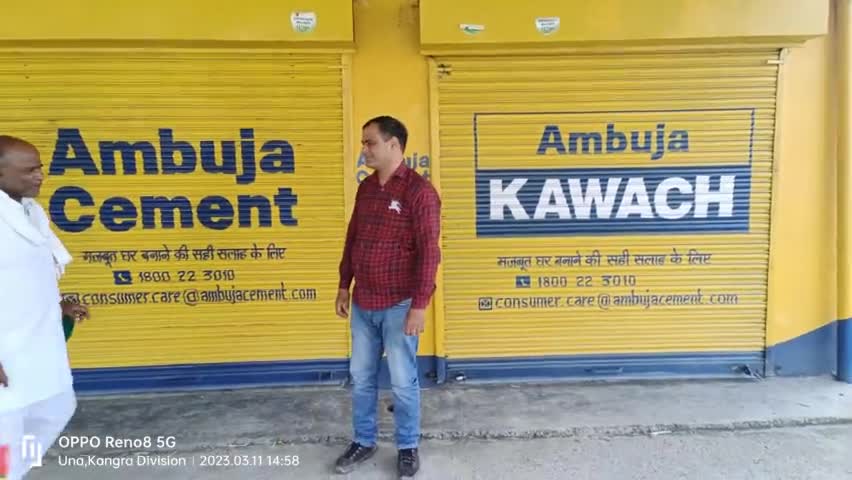 Ambuja
Cement
मजबूत घर बनाने की सही सलाह के लिए
1800 22 3010
consumer.care@ambujacement.com
Ambuja
Ambuja
KAWACH
मजबूत घर बनाने की सही सलाह के लिए
1800 22 3010
consumer.care@ambujacement.com
OPPO Reno8 5G
Una,Kangra Division 2023.03.11 14:58